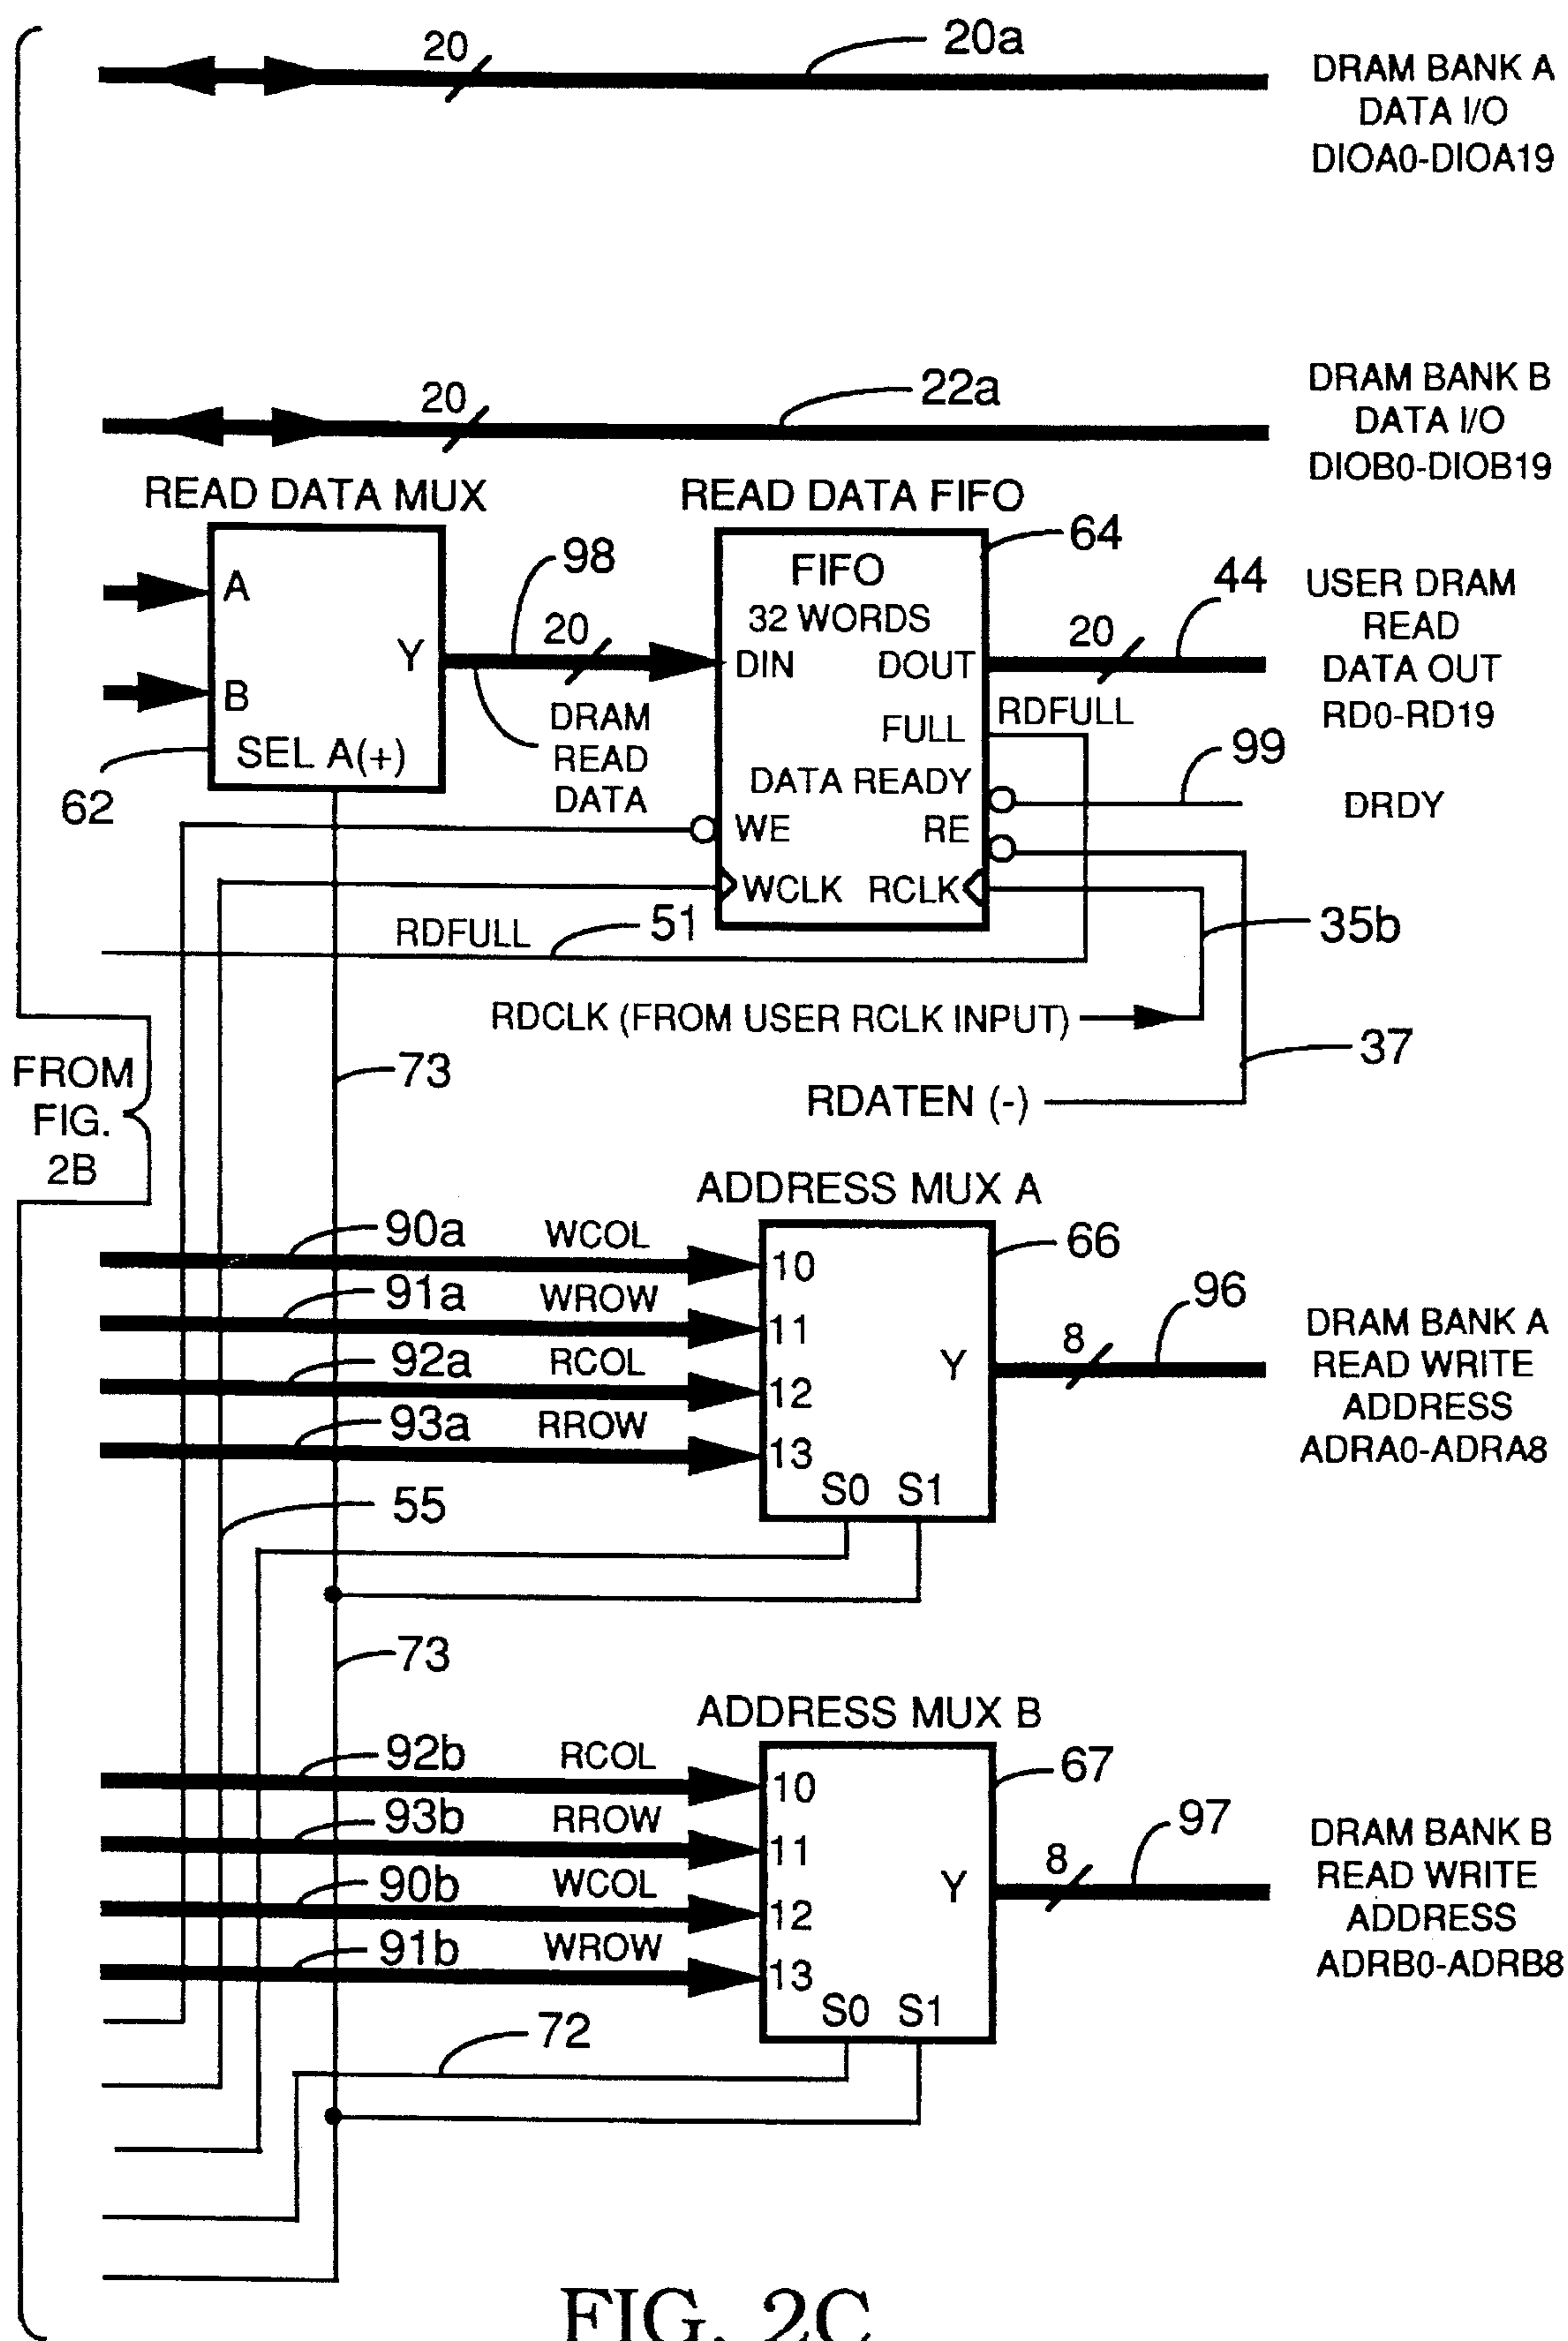 20
20a
DRAM BANK A
DATA I/O
DIOA0-DIOA19
20
22a
DRAM BANK B
DATA I/O
DIOB0-DIOB19
READ DATA MUX
A
B
Y
SEL A(+)
62
98
20
DRAM
READ
DATA
READ DATA FIFO
64
FIFO
32 WORDS
DIN
DOUT
FULL
DATA READY
WE
RE
WCLK
RCLK
44
20
USER DRAM
READ
DATA OUT
RD0-RD19
RDFULL
99
DRDY
RDFULL
51
35b
RDCLK (FROM USER RCLK INPUT)
37
RDATEN (-)
FROM
FIG.
2B
73
ADDRESS MUX A
66
90a
WCOL
10
91a
WROW
11
92a
RCOL
12
93a
RROW
13
Y
S0
S1
8
96
DRAM BANK A
READ WRITE
ADDRESS
ADRA0-ADRA8
55
73
ADDRESS MUX B
67
92b
RCOL
10
93b
RROW
11
90b
WCOL
12
91b
WROW
13
Y
S0
S1
8
97
DRAM BANK B
READ WRITE
ADDRESS
ADRB0-ADRB8
72
FIG. 2C